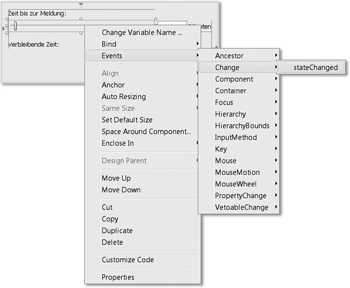 Zeit bis zur Meldung:
Verbleibende Zeit:
Change Variable Name ...
Bind
Events
Align
Anchor
Auto Resizing
Same Size
Set Default Size
Space Around Component...
Enclose In
Design Parent
Move Up
Move Down
Cut
Copy
Duplicate
Delete
Customize Code
Properties
Ancestor
Change
Component
Container
Focus
Hierarchy
HierarchyBounds
InputMethod
Key
Mouse
MouseMotion
MouseWheel
PropertyChange
VetoableChange
stateChanged